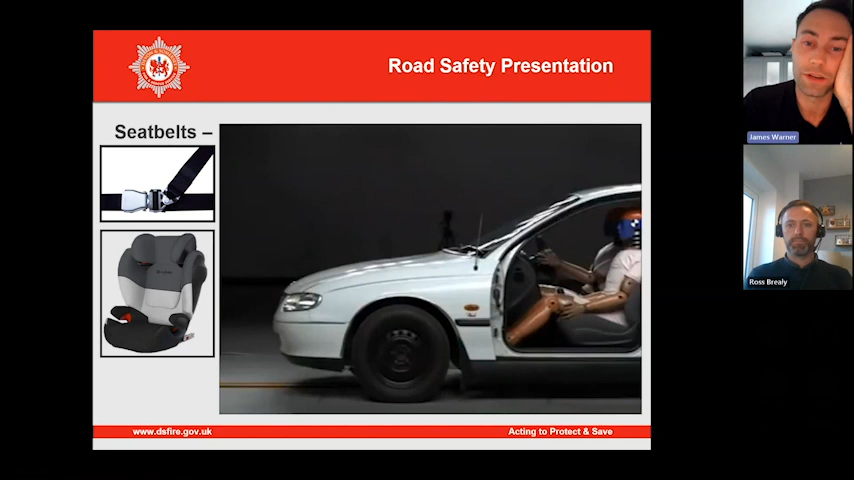 Road Safety Presentation
Seatbelts –
James Warner
Ross Brealy
www.dsfire.gov.uk
Acting to Protect & Save